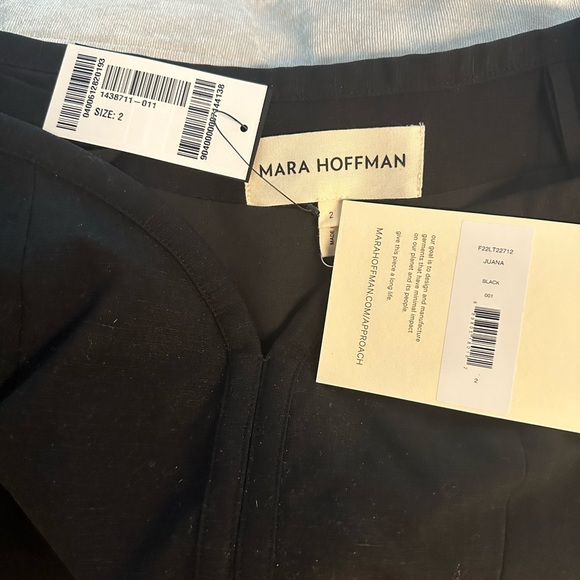 0400612820193
1438711-011
SIZE: 2
MARA HOFFMAN
2
our goal is to design and manufacture
garments that have minimal impact
on our planet and its people.
give this piece a long life.
MARAHOFFMAN.COM/APPROACH
F22LT22712
JUANA
BLACK
001
2